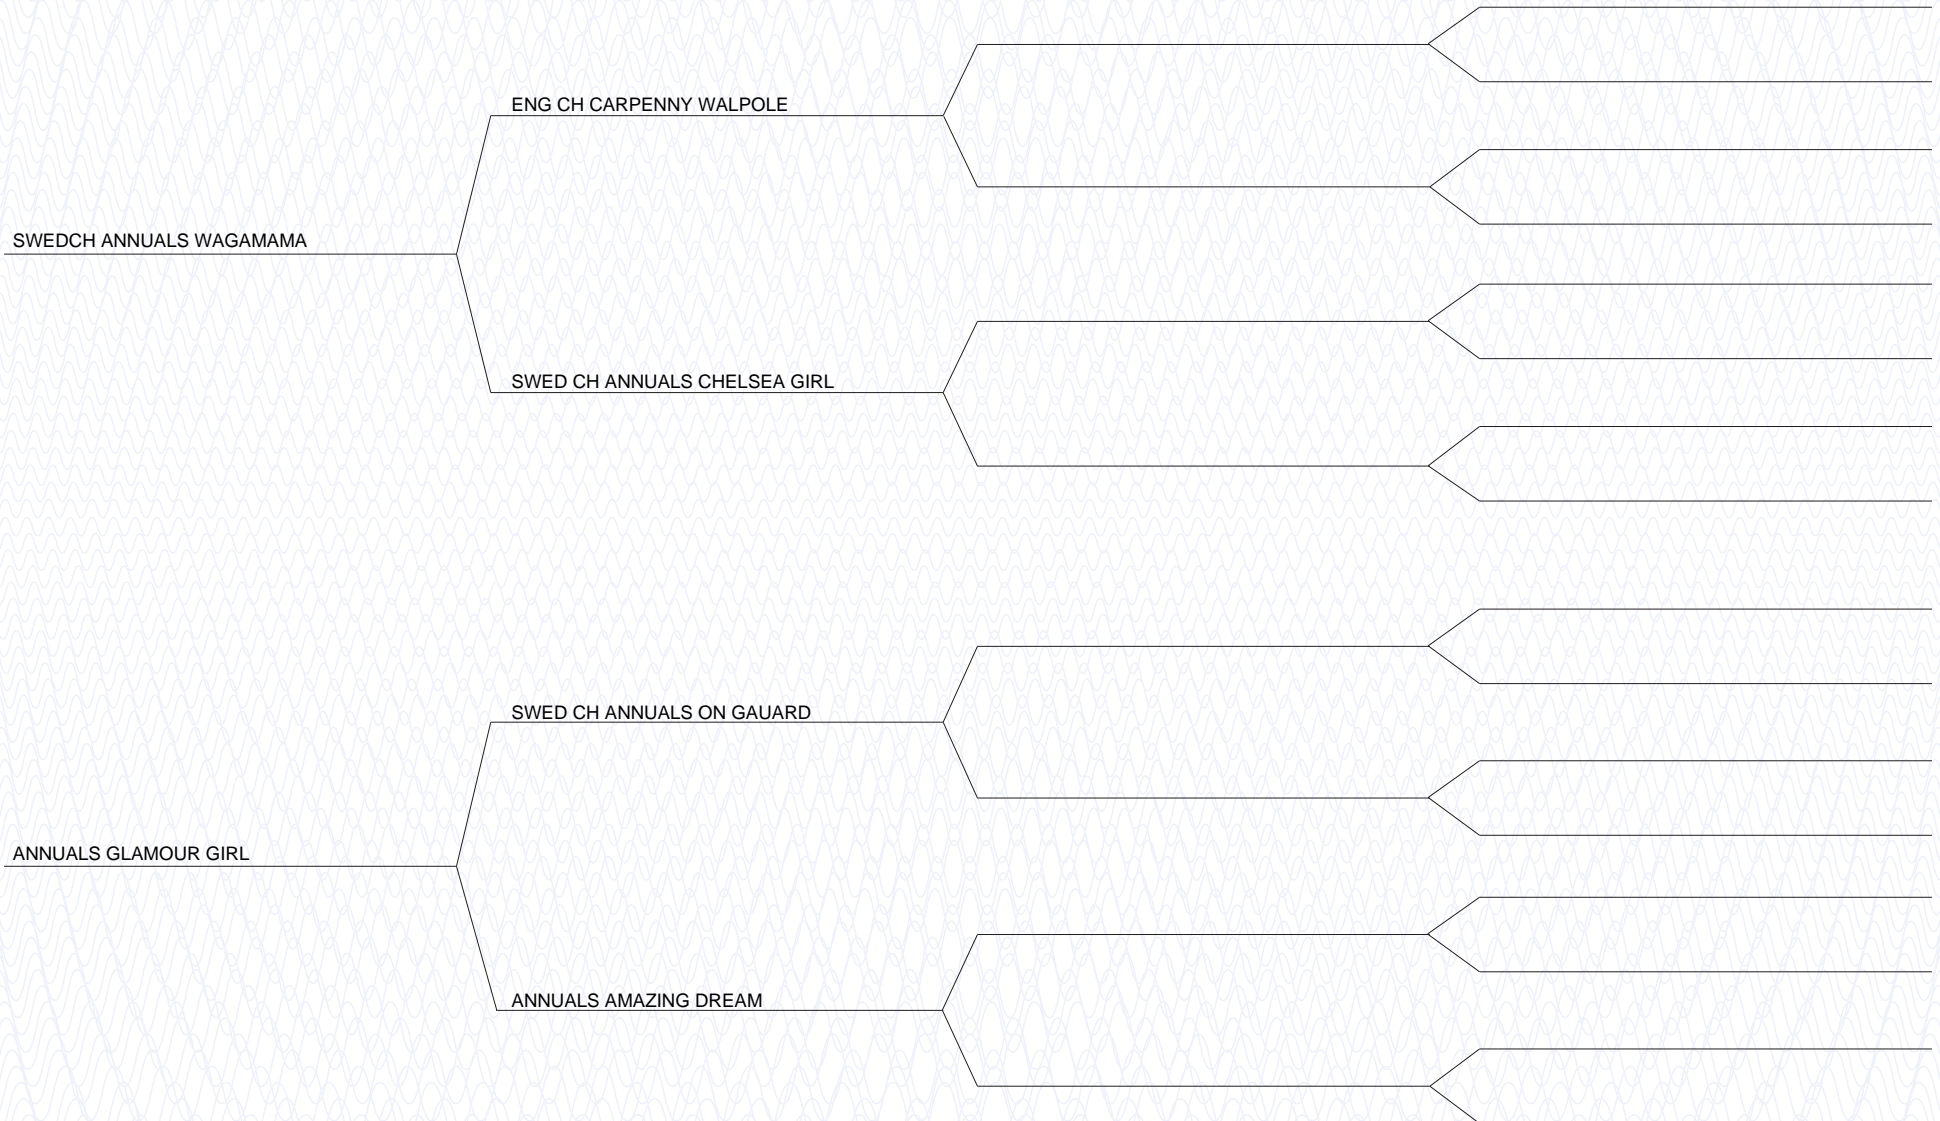 ENG CH CARPENNY WALPOLE
SWEDCH ANNUALS WAGAMAMA
SWED CH ANNUALS CHELSEA GIRL
SWED CH ANNUALS ON GAUARD
ANNUALS GLAMOUR GIRL
ANNUALS AMAZING DREAM